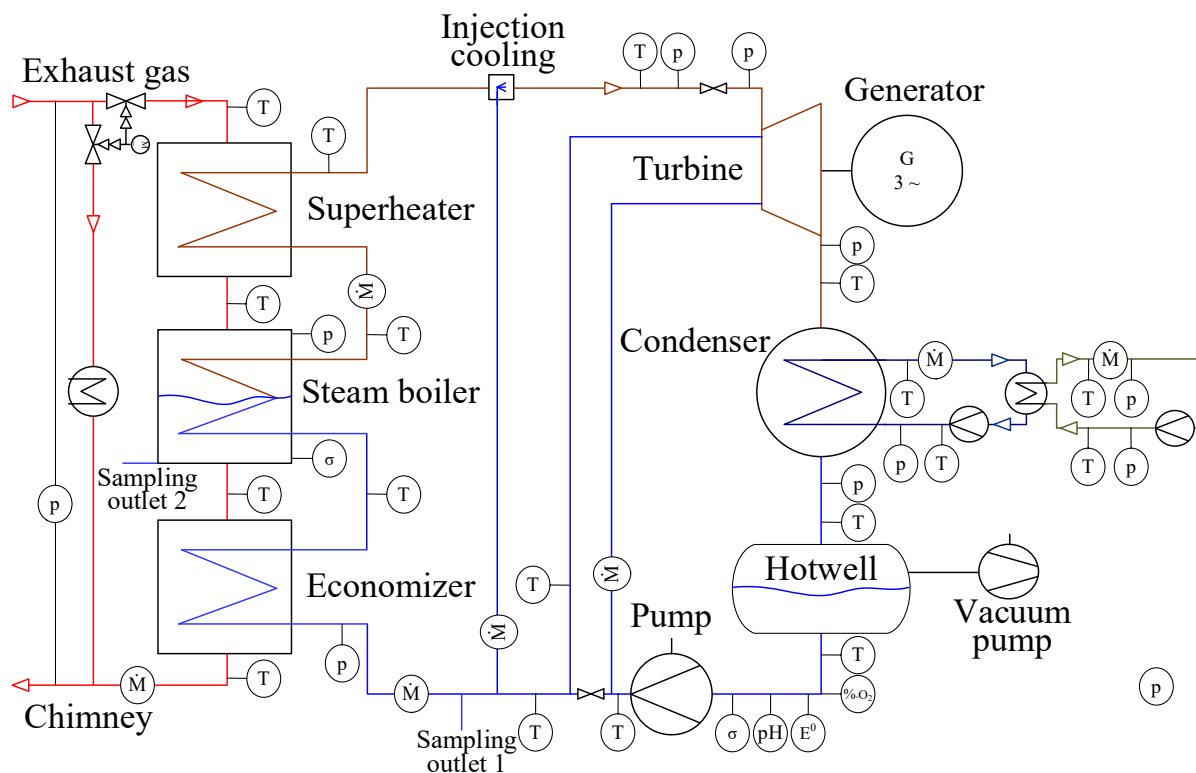 Injection
cooling
Exhaust gas
T
p
p
Generator
T
T
G
3 ~
Turbine
Superheater
p
T
Ṁ
T
p
T
Condenser
Ṁ
Ṁ
Steam boiler
T
T
p
Sampling
outlet 2
σ
p
T
T
p
T
T
p
p
T
Hotwell
Economizer
T
Ṁ
Pump
Vacuum
pump
Ṁ
p
T
T
Ṁ
Ṁ
%-O₂
p
Chimney
Sampling
outlet 1
T
T
σ
pH
E⁰